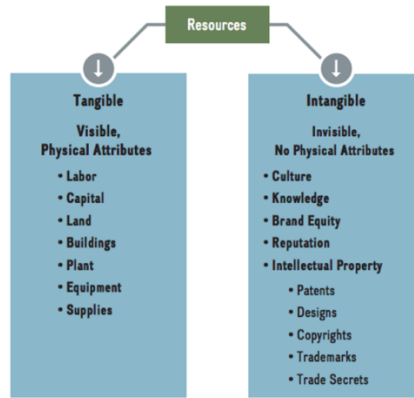 Resources
Tangible
Visible,
Physical Attributes
• Labor
• Capital
• Land
• Buildings
• Plant
• Equipment
• Supplies
Intangible
Invisible,
No Physical Attributes
• Culture
• Knowledge
• Brand Equity
• Reputation
• Intellectual Property
• Patents
• Designs
• Copyrights
• Trademarks
• Trade Secrets